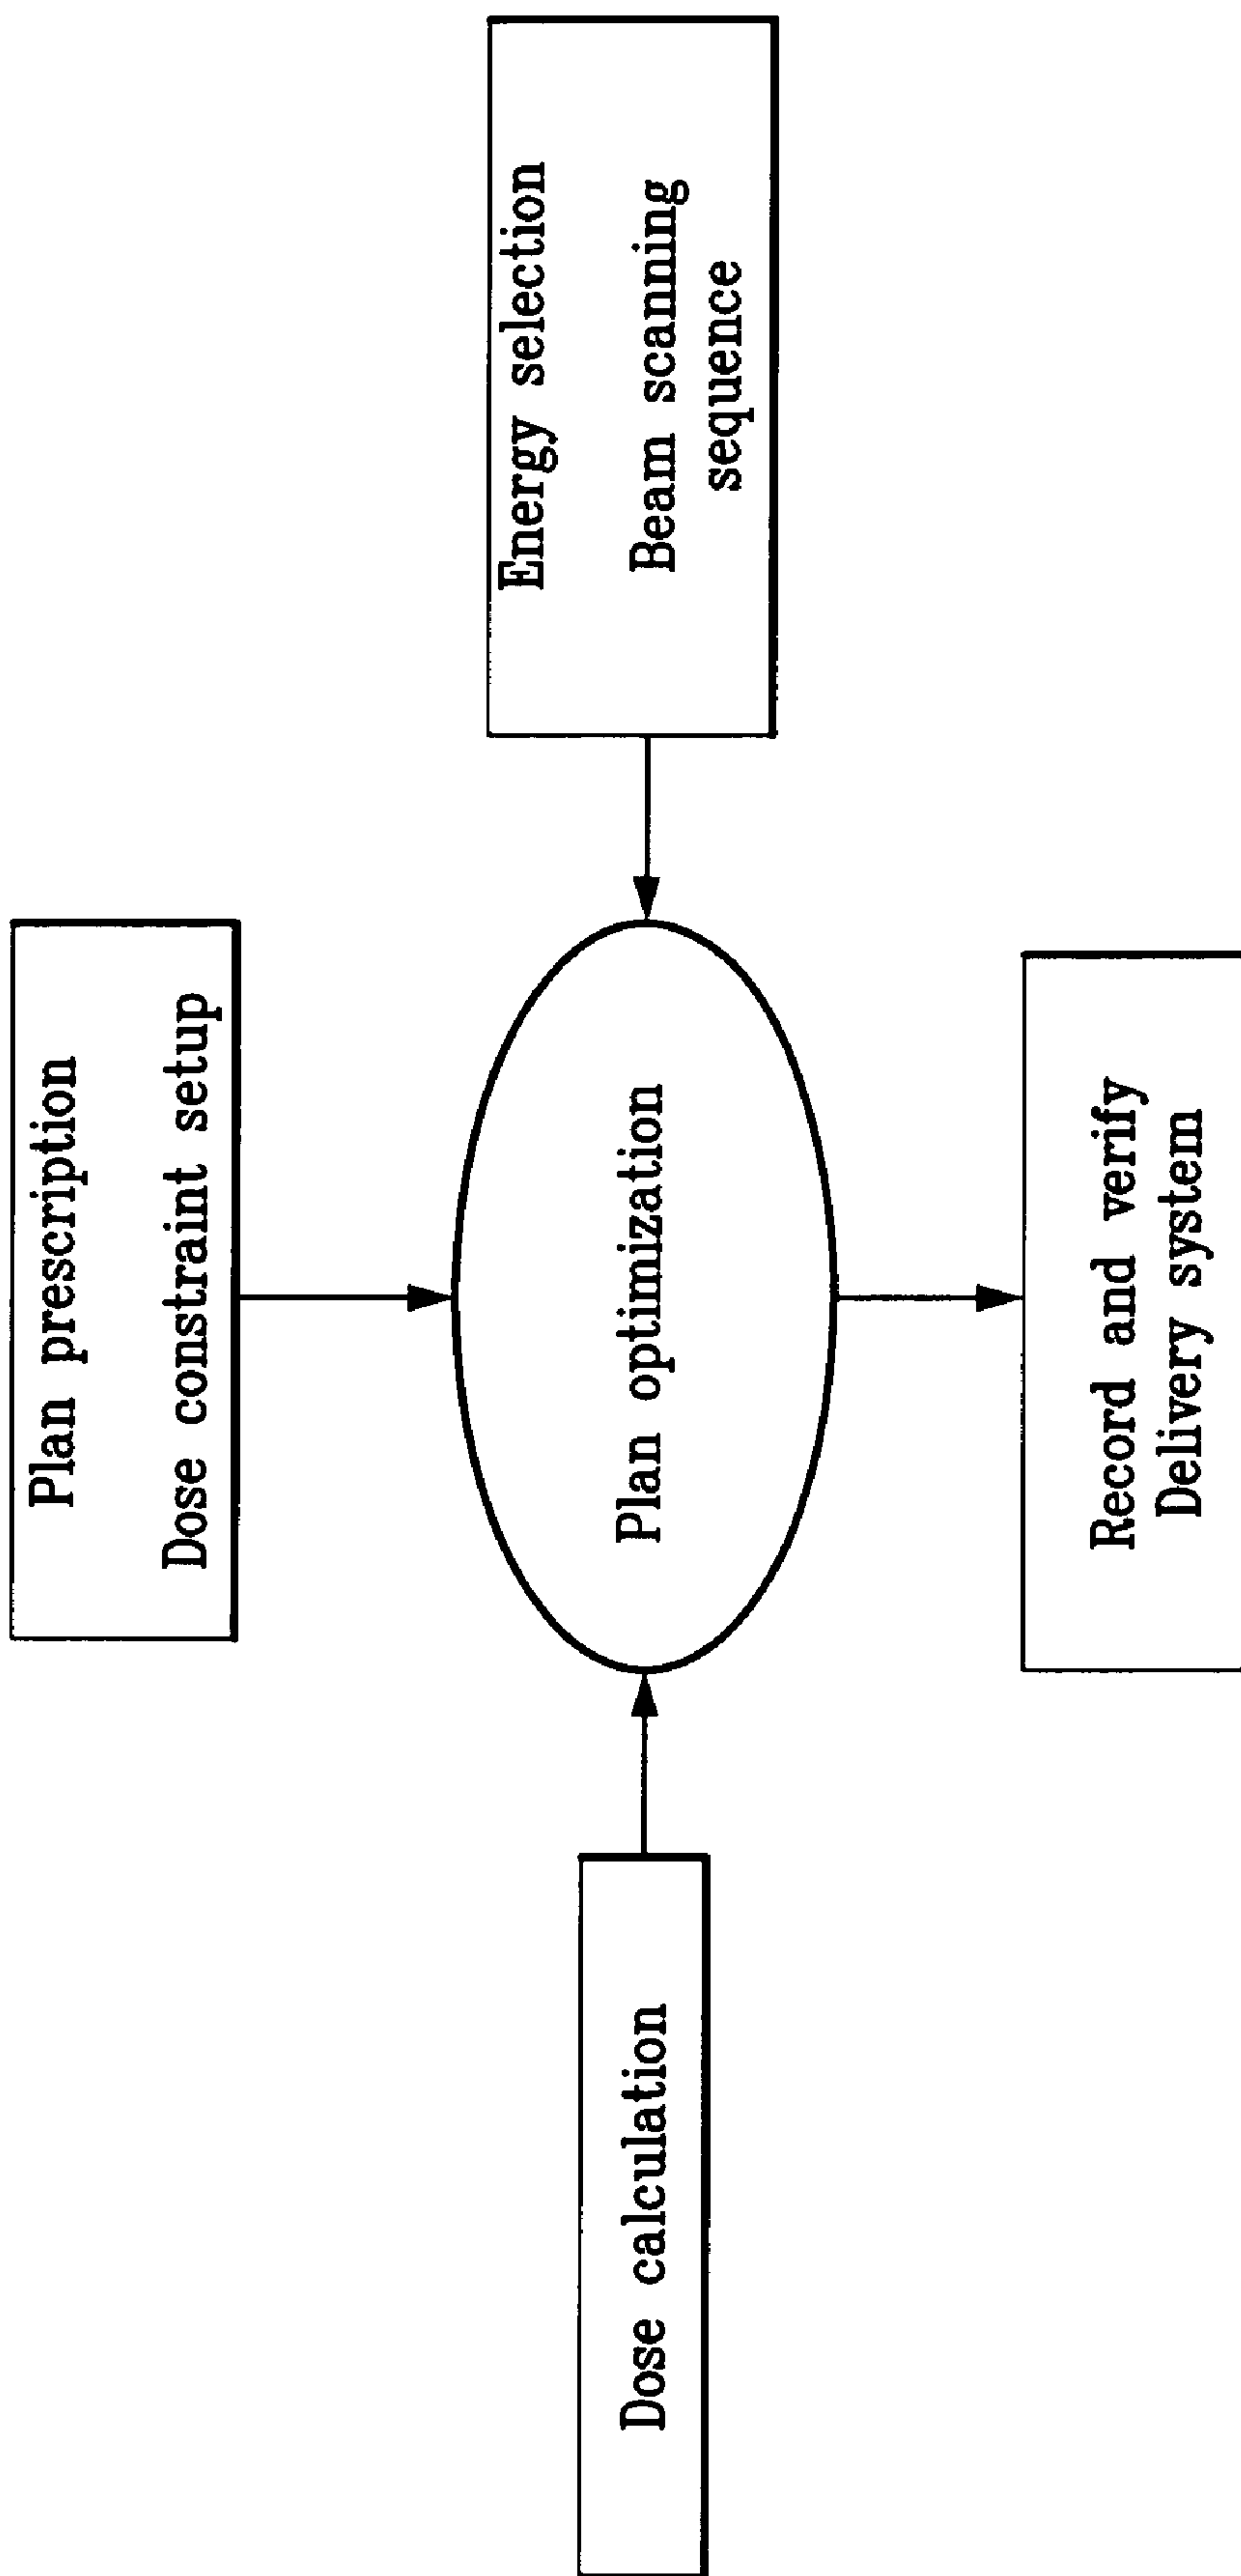 Plan prescription
Dose constraint setup
Dose calculation
Plan optimization
Energy selection
Beam scanning
sequence
Record and verify
Delivery system